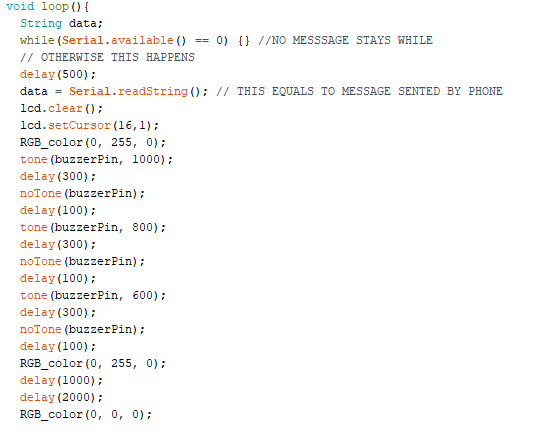 void loop(){
String data;
while(Serial.available() == 0) {} //NO MESSSAGE STAYS WHILE
// OTHERWISE THIS HAPPENS
delay(500);
data = Serial.readString(); // THIS EQUALS TO MESSAGE SENTED BY PHONE
lcd.clear();
lcd.setCursor(16,1);
RGB_color(0, 255, 0);
tone(buzzerPin, 1000);
delay(300);
noTone(buzzerPin);
delay(100);
tone(buzzerPin, 800);
delay(300);
noTone(buzzerPin);
delay(100);
tone(buzzerPin, 600);
delay(300);
noTone(buzzerPin);
delay(100);
RGB_color(0, 255, 0);
delay(1000);
delay(2000);
RGB_color(0, 0, 0);